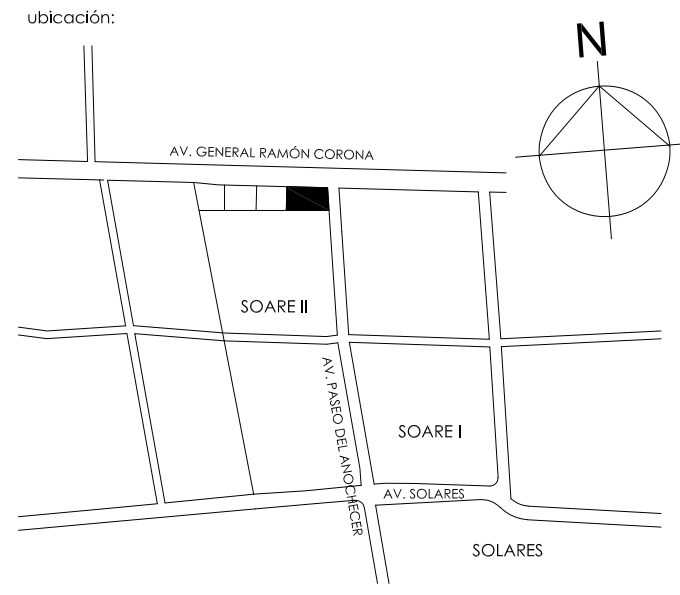 ubicación:
N
AV. GENERAL RAMÓN CORONA
SOARE II
AV. PASEO DEL ANOCHECER
SOARE I
AV. SOLARES
SOLARES